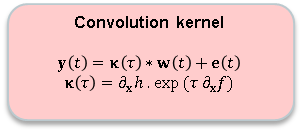 Convolution kernel
𝐲(𝑡) = 𝛋(𝜏) ∗ 𝐰(𝑡) + 𝐞(𝑡)
𝛋(𝜏) = ∂ₓℎ . exp (𝜏 ∂ₓ𝑓)